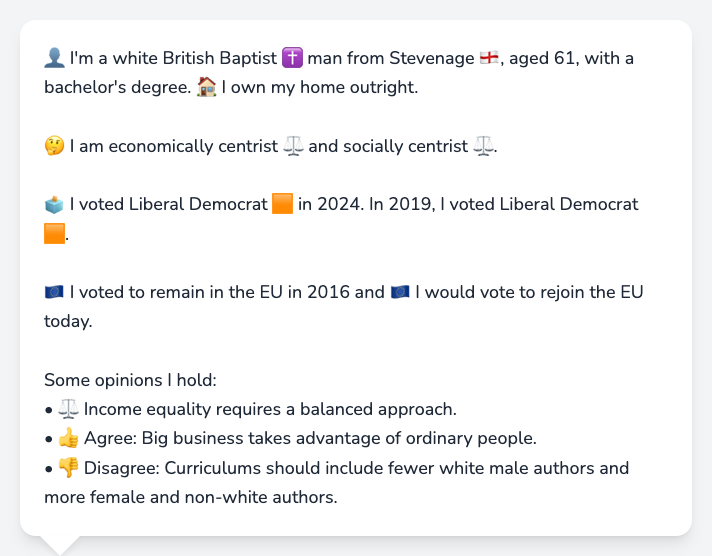 👤 I'm a white British Baptist ✝️ man from Stevenage 🏴󠁧󠁢󠁥󠁮󠁧󠁿, aged 61, with a
bachelor's degree. 🏠 I own my home outright.
🤔 I am economically centrist ⚖️ and socially centrist ⚖️.
🗳️ I voted Liberal Democrat 🟧 in 2024. In 2019, I voted Liberal Democrat
🟧.
🇪🇺 I voted to remain in the EU in 2016 and 🇪🇺 I would vote to rejoin the EU
today.
Some opinions I hold:
• ⚖️ Income equality requires a balanced approach.
• 👍 Agree: Big business takes advantage of ordinary people.
• 👎 Disagree: Curriculums should include fewer white male authors and
more female and non-white authors.